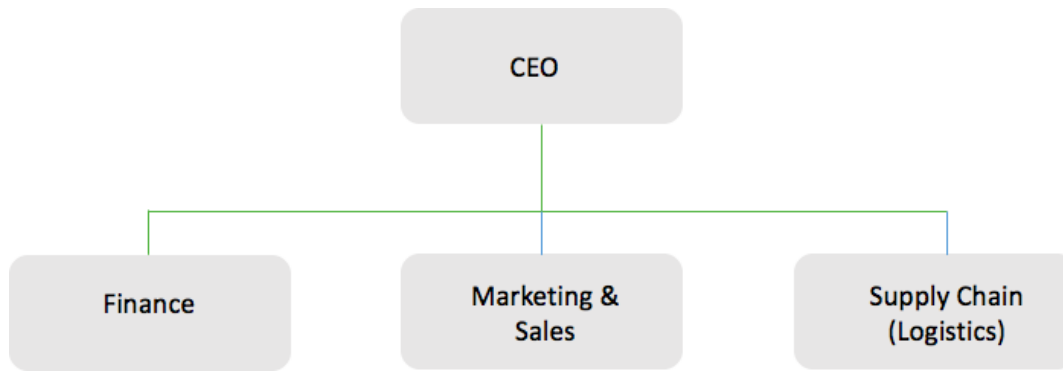 CEO
Finance
Marketing &
Sales
Supply Chain
(Logistics)